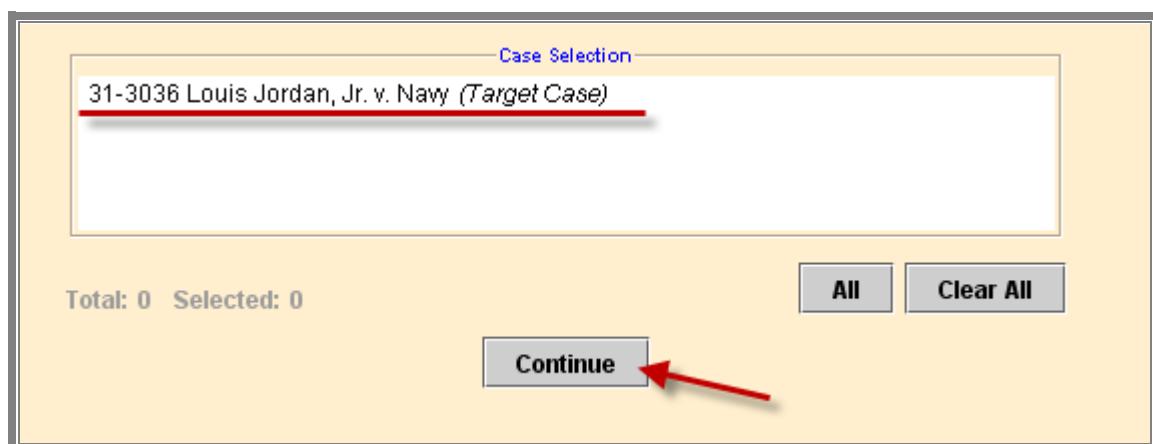 Case Selection
31-3036 Louis Jordan, Jr. v. Navy (Target Case)
Total: 0 Selected: 0
All
Clear All
Continue